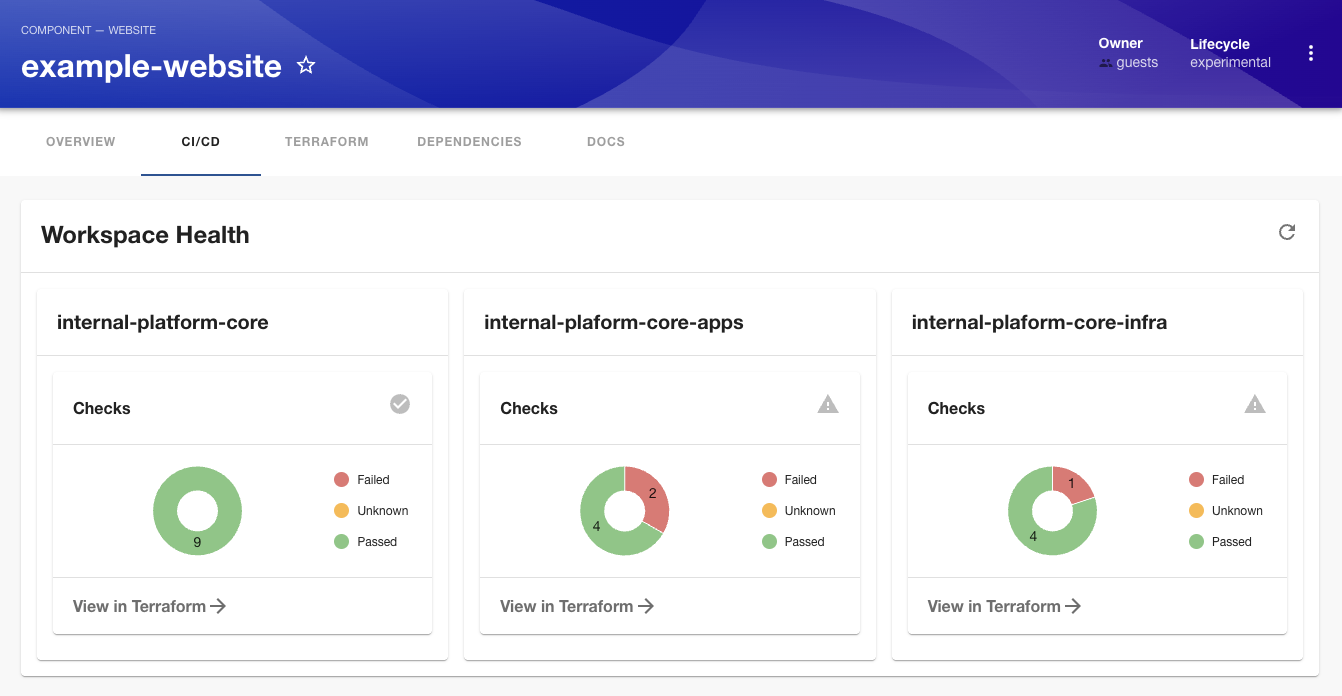 COMPONENT — WEBSITE
example-website
Owner
guests
Lifecycle
experimental
OVERVIEW
CI/CD
TERRAFORM
DEPENDENCIES
DOCS
Workspace Health
internal-platform-core
Checks
9
Failed
Unknown
Passed
View in Terraform
internal-plaform-core-apps
Checks
2
4
Failed
Unknown
Passed
View in Terraform
internal-plaform-core-infra
Checks
1
4
Failed
Unknown
Passed
View in Terraform